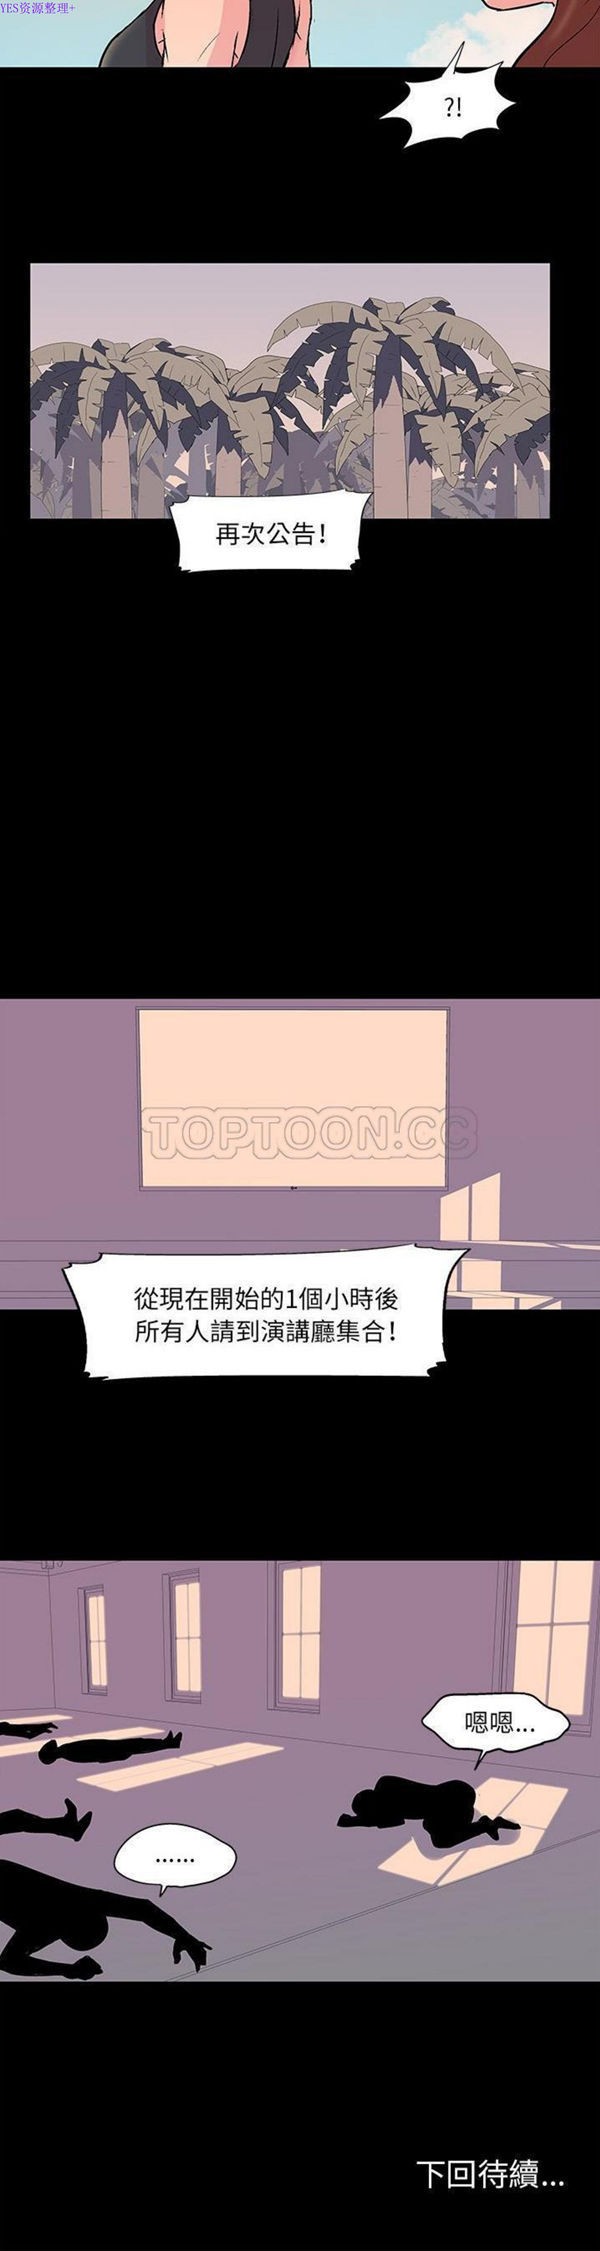 YES资源整理+
?!
再次公告！
TOPTOON.CC
從現在開始的1個小時後
所有人請到演講廳集合！
嗯嗯…
……
下回待續…